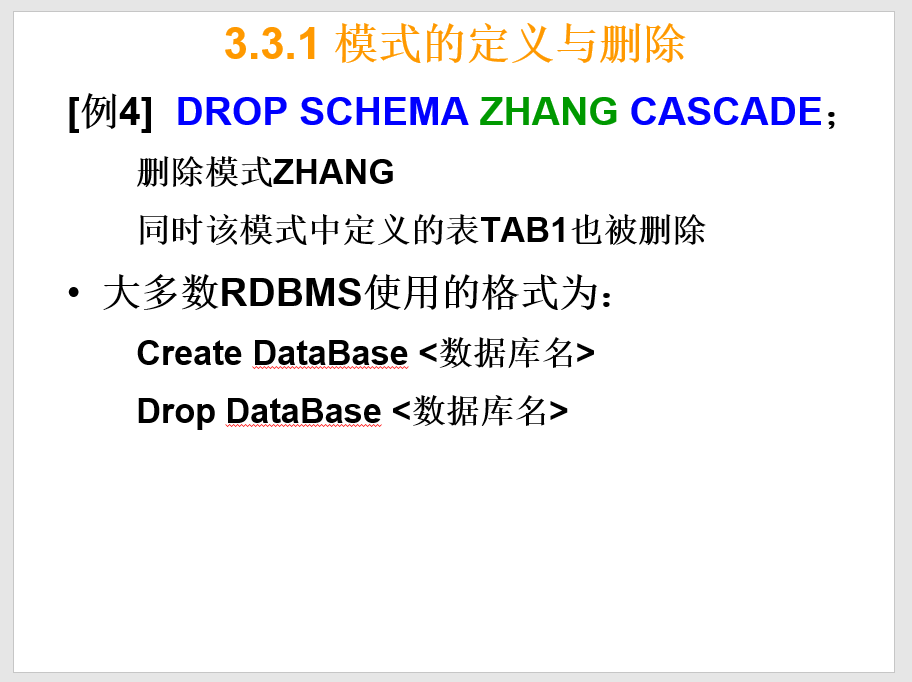 3.3.1 模式的定义与删除
[例4] DROP SCHEMA ZHANG CASCADE；
删除模式ZHANG
同时该模式中定义的表TAB1也被删除
• 大多数RDBMS使用的格式为：
Create DataBase <数据库名>
Drop DataBase <数据库名>